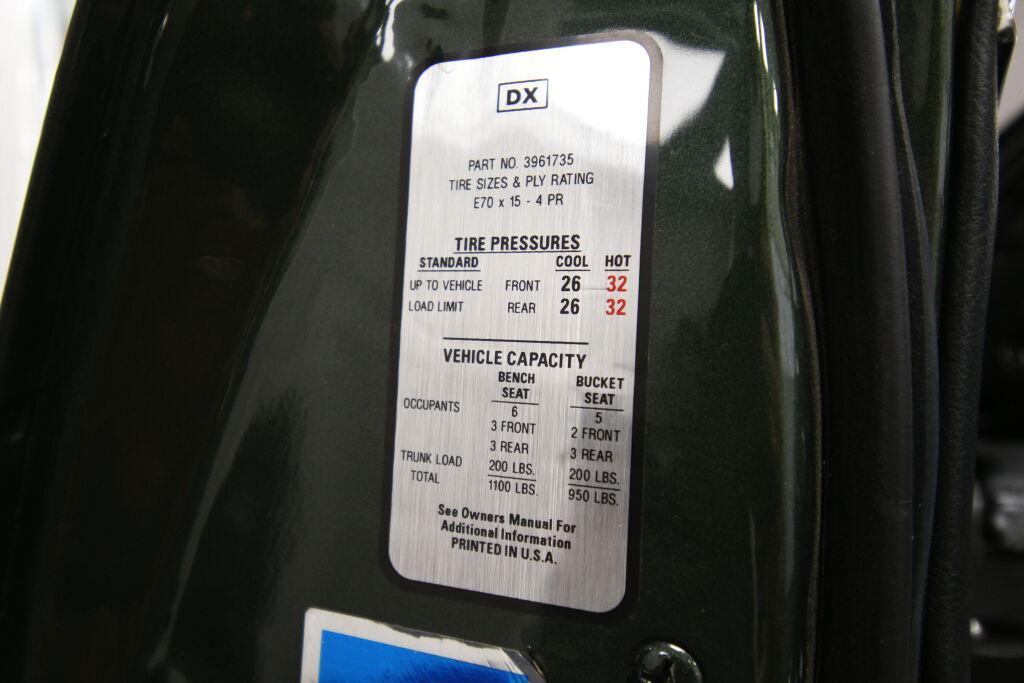 DX
PART NO. 3961735
TIRE SIZES & PLY RATING
E70 x 15 - 4 PR
TIRE PRESSURES
STANDARD COOL HOT
UP TO VEHICLE FRONT 26 32
LOAD LIMIT REAR 26 32
VEHICLE CAPACITY
BENCH BUCKET
SEAT SEAT
OCCUPANTS 6 5
3 FRONT 2 FRONT
3 REAR 3 REAR
TRUNK LOAD 200 LBS. 200 LBS.
TOTAL 1100 LBS. 950 LBS.
See Owners Manual For
Additional Information
PRINTED IN U.S.A.